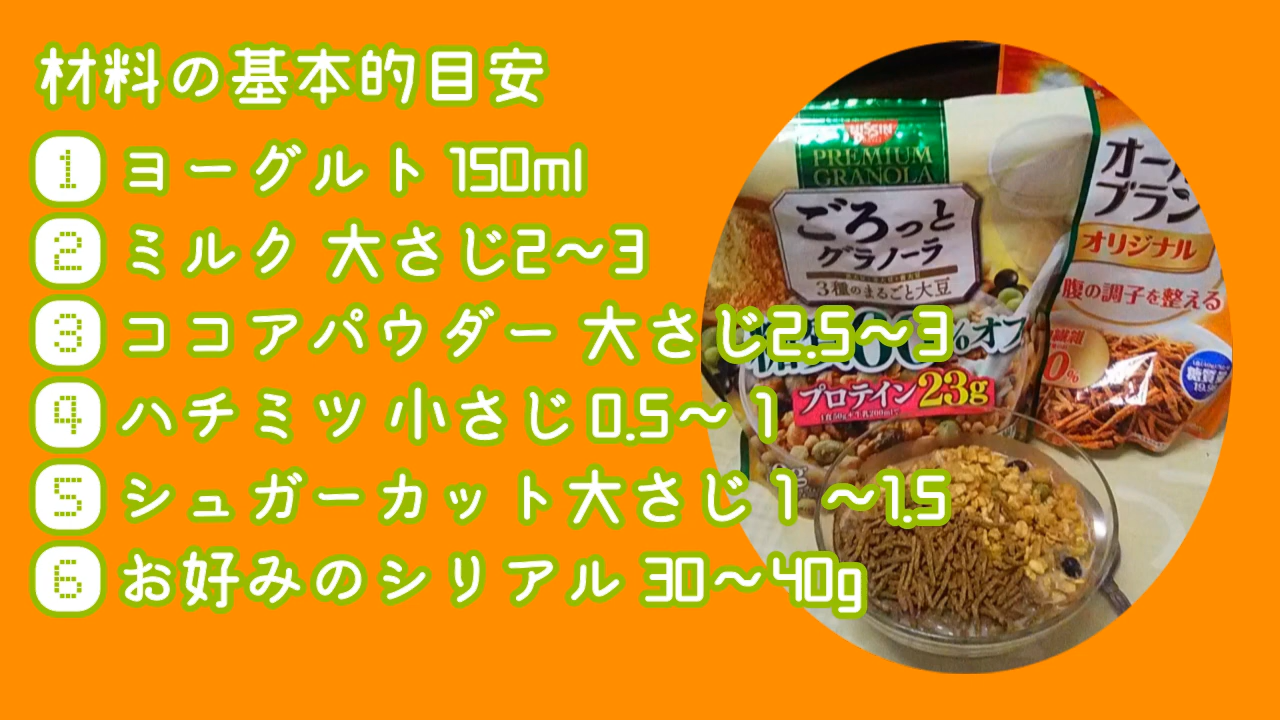 材料の基本的目安
1 ヨーグルト 150ml
2 ミルク 大さじ2～3
3 ココアパウダー 大さじ2.5～3
4 ハチミツ 小さじ0.5～1
5 シュガーカット大さじ1～1.5
6 お好みのシリアル 30～40g
NISSIN
PREMIUM
GRANOLA
ごろっと
グラノーラ
3種のまるごと大豆
%オフ
プロテイン23g
オール
ブラン
オリジナル
腹の調子を整える
糖質